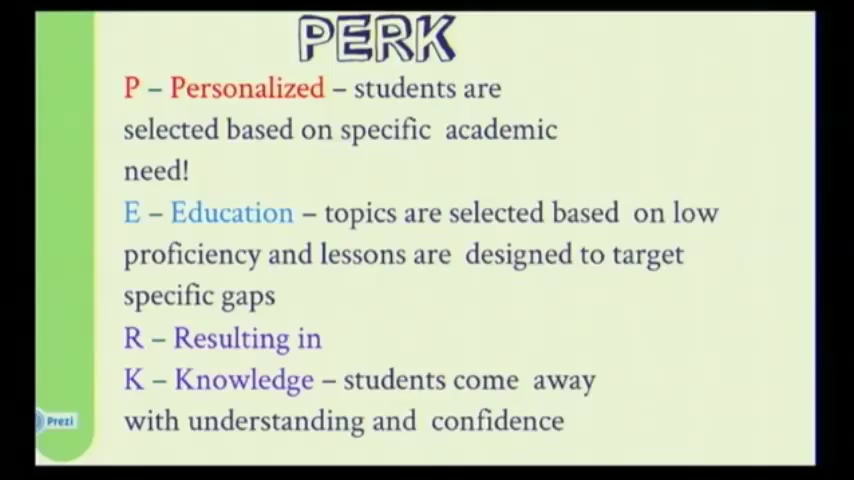 PERK
P – Personalized – students are
selected based on specific academic
need!
E – Education – topics are selected based on low
proficiency and lessons are designed to target
specific gaps
R – Resulting in
K – Knowledge – students come away
with understanding and confidence
Prezi